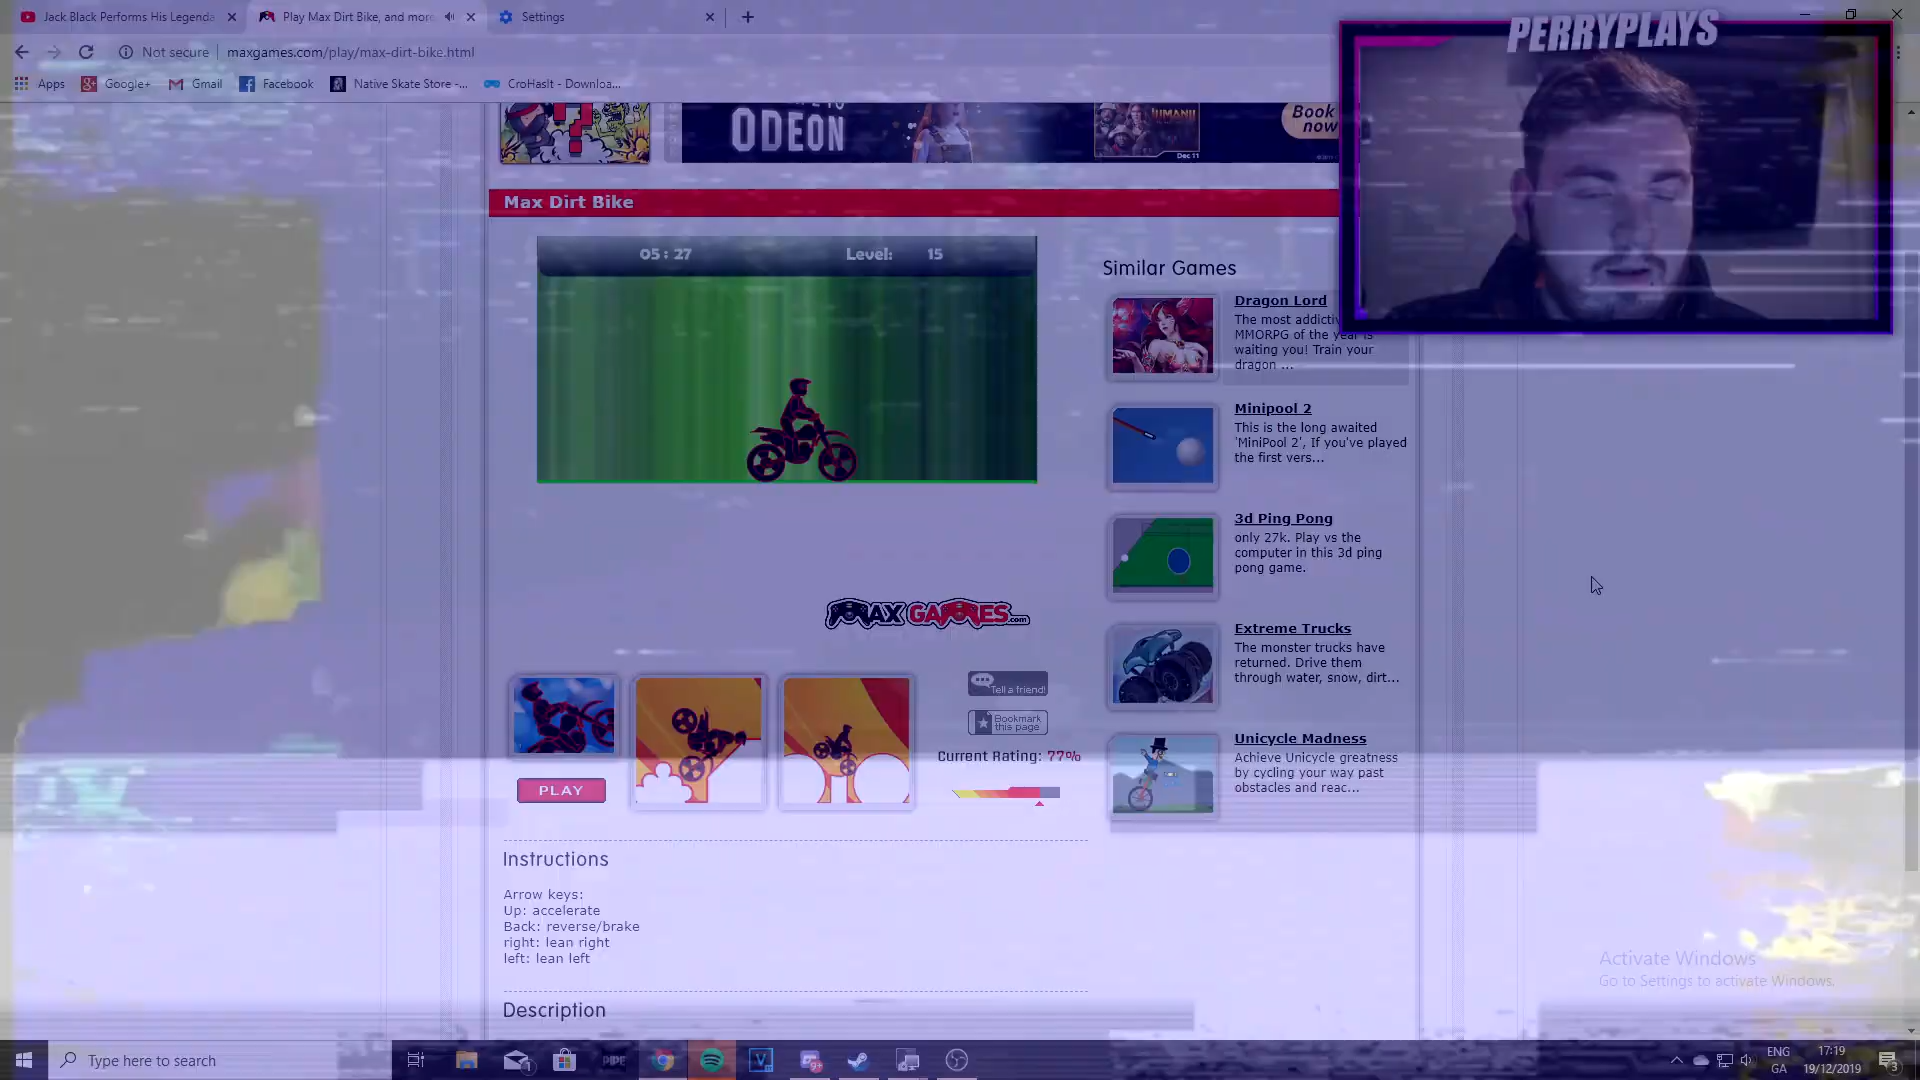 Jack Black Performs His Legenda
Play Max Dirt Bike, and more
Settings
PERRYPLAYS
Not secure
maxgames.com/play/max-dirt-bike.html
Apps
Google+
Gmail
Facebook
Native Skate Store -...
CroHasIt - Downloa...
ODEON
Dec 11
Book
now
Max Dirt Bike
05 : 27
Level: 15
Similar Games
Dragon Lord
The most addicti
MMORPG of the year is
waiting you! Train your
dragon ...
Minipool 2
This is the long awaited
'MiniPool 2', If you've played
the first vers...
3d Ping Pong
only 27k. Play vs the
computer in this 3d ping
pong game.
Extreme Trucks
The monster trucks have
returned. Drive them
through water, snow, dirt...
Unicycle Madness
Achieve Unicycle greatness
by cycling your way past
obstacles and reac...
MAX GAMES.com
Tell a friend!
Bookmark
this page
Current Rating: 77%
PLAY
Instructions
Arrow keys:
Up: accelerate
Back: reverse/brake
right: lean right
left: lean left
Description
Activate Windows
Go to Settings to activate Windows.
Type here to search
PIPE
ENG
GA
17:19
19/12/2019
3